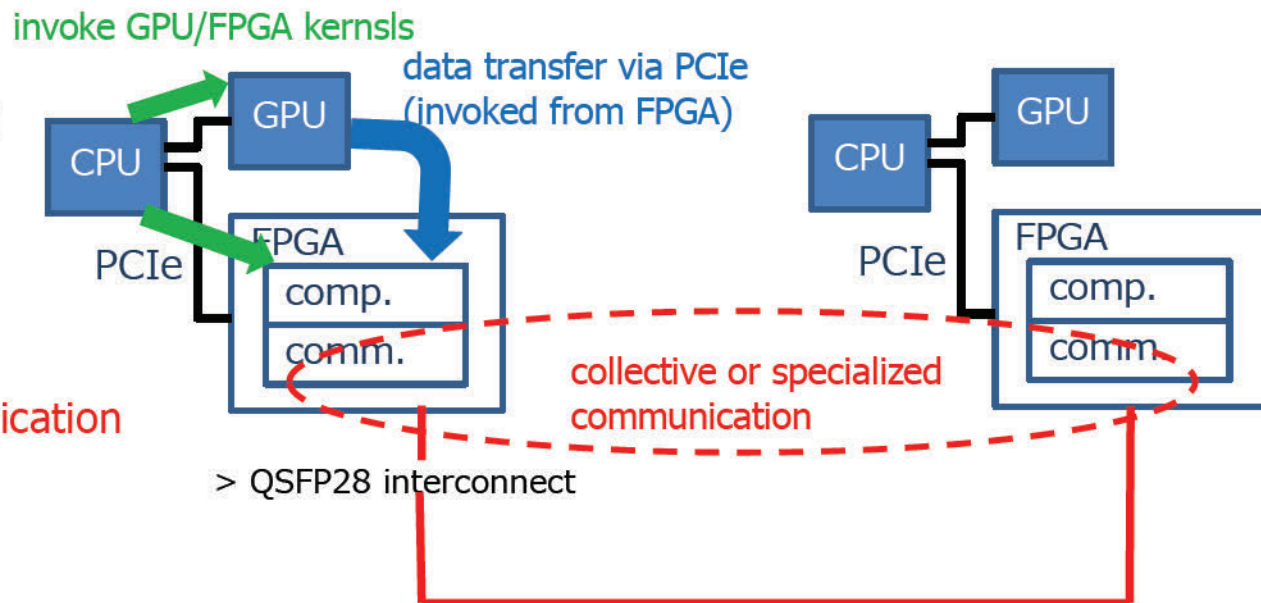 invoke GPU/FPGA kernsls
data transfer via PCIe
(invoked from FPGA)
GPU
CPU
PCIe
FPGA
comp.
comm.
GPU
CPU
PCIe
FPGA
comp.
comm
collective or specialized
communication
ication
> QSFP28 interconnect